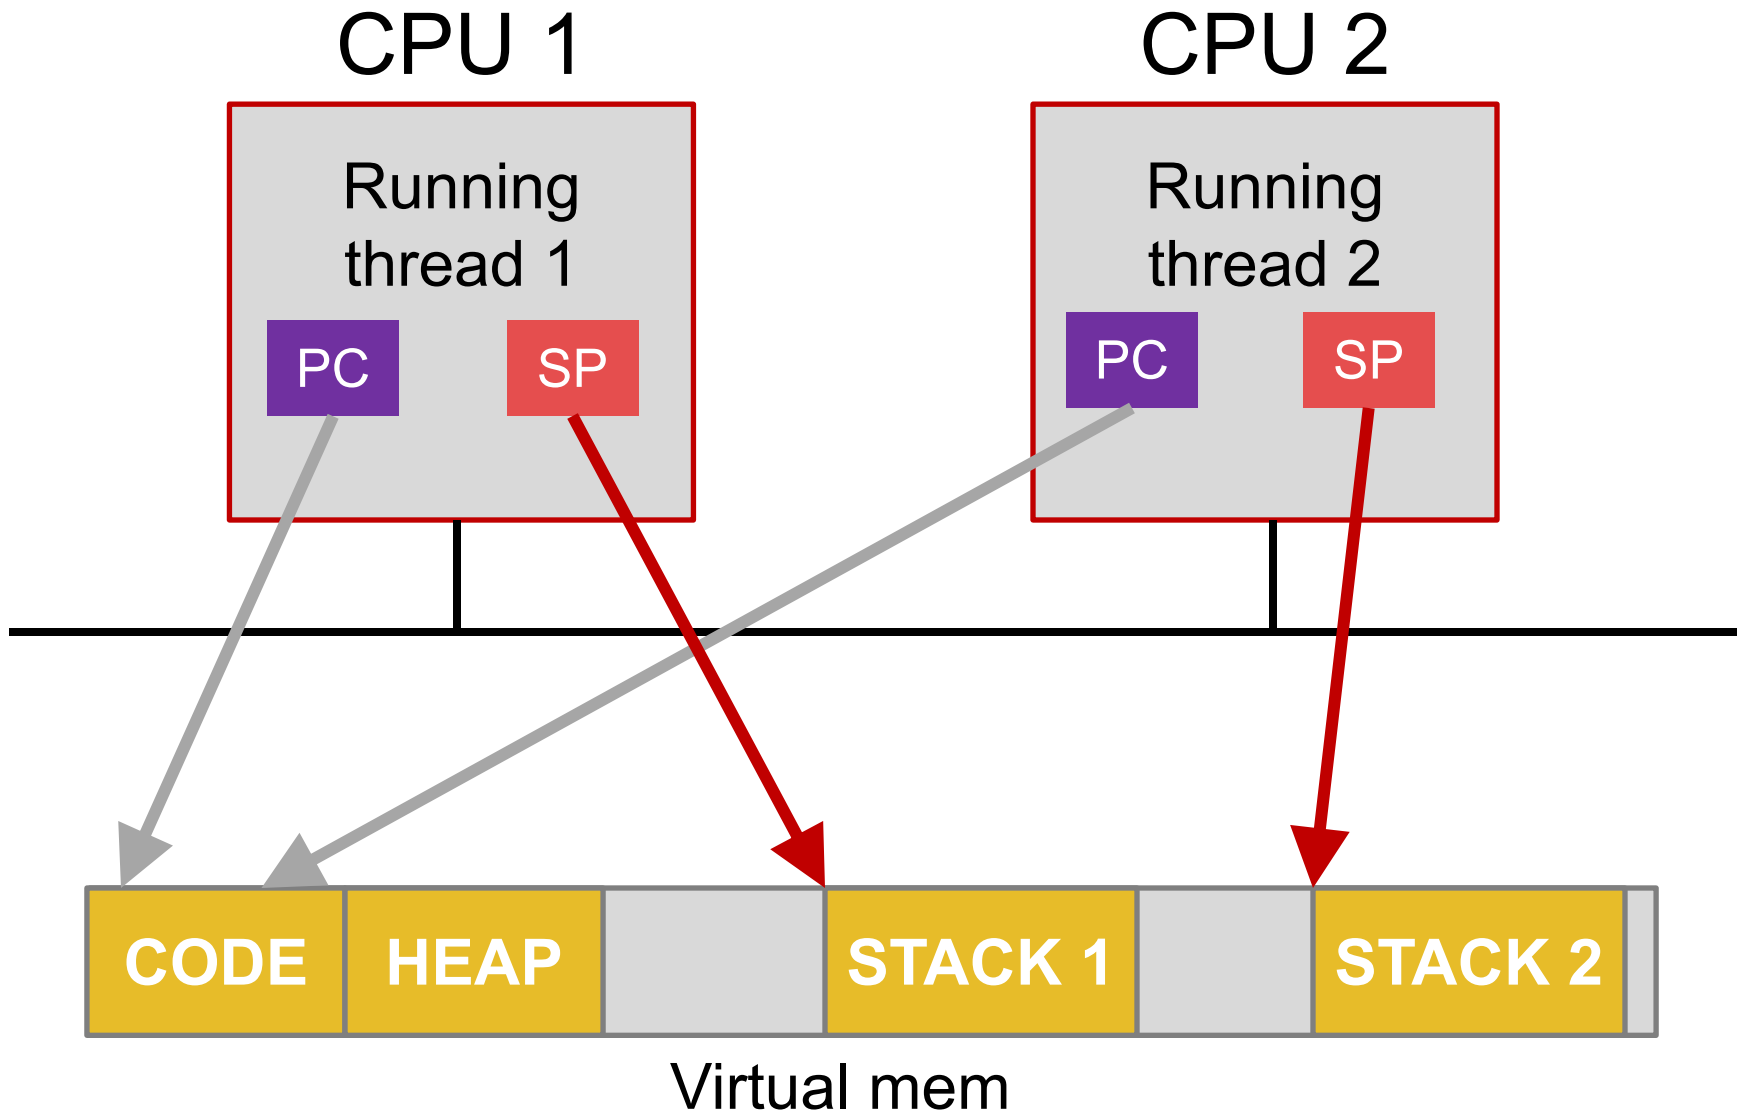 CPU 1
CPU 2
Running
thread 1
PC
SP
Running
thread 2
PC
SP
CODE
HEAP
STACK 1
STACK 2
Virtual mem